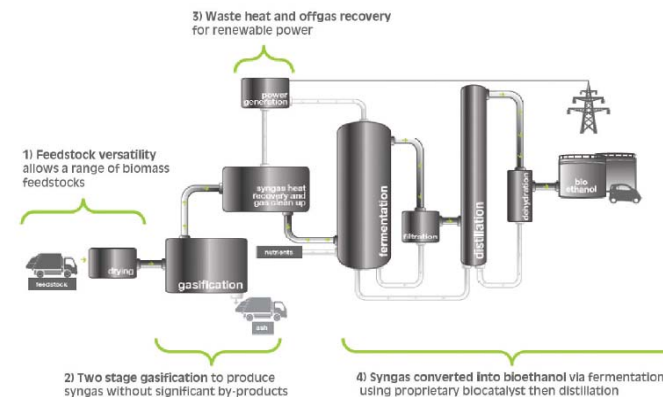 3) Waste heat and offgas recovery
for renewable power
power
generation
1) Feedstock versatility
allows a range of biomass
feedstocks
syngas heat
recovery and
gas clean up
fermentation
distillation
dehydration
bio
ethanol
filtration
nutrients
drying
gasification
feedstock
ash
2) Two stage gasification to produce
syngas without significant by-products
4) Syngas converted into bioethanol via fermentation
using proprietary biocatalyst then distillation